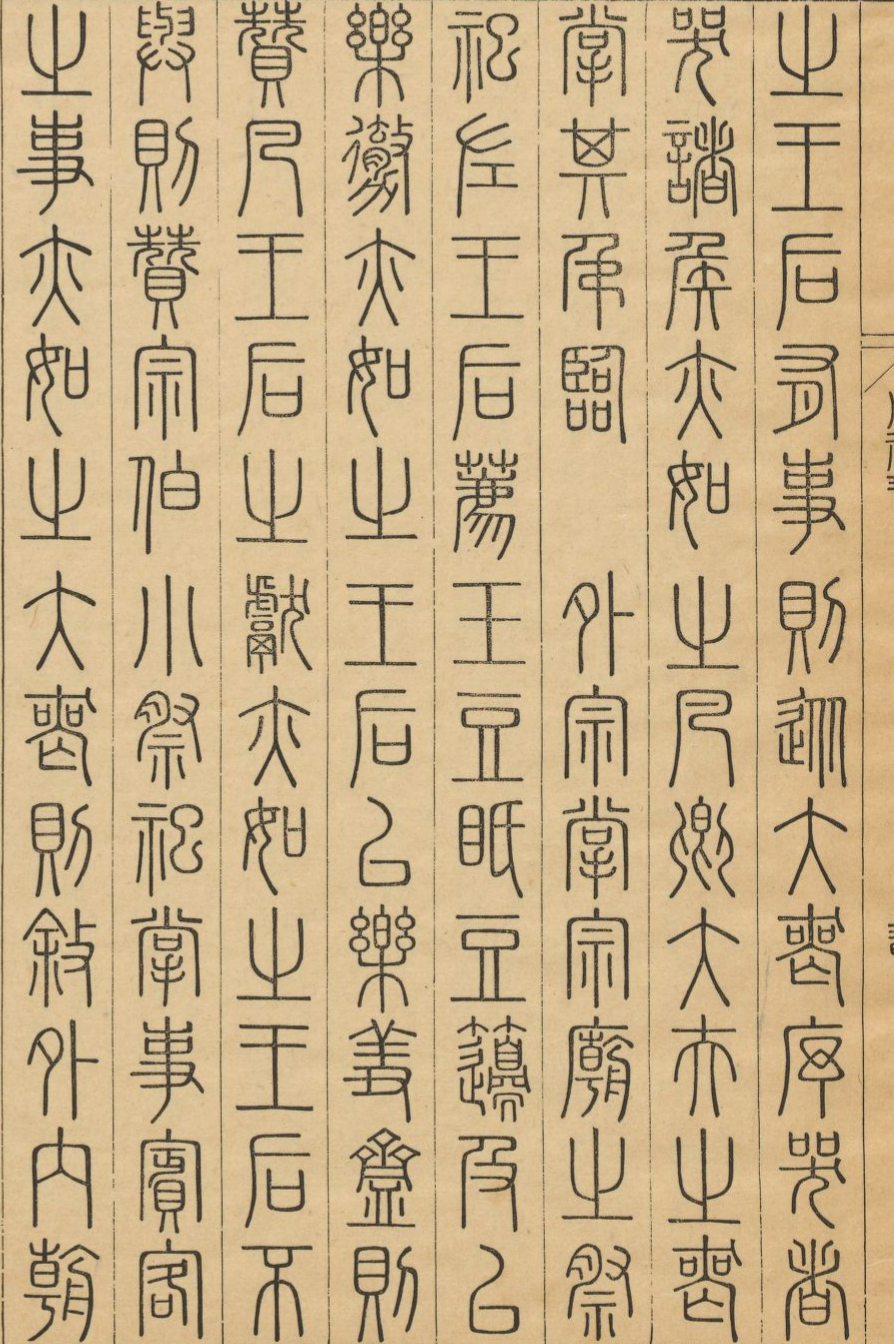 之王后有事則從大喪序哭者
哭諸侯亦如之凡卿大夫之喪
掌其弔臨　外宗掌宗廟之祭
祀左王后薦玉豆眡豆籩及以
樂徹亦如之王后以樂羞齍則
贊凡王后之獻亦如之王后不
與則贊宗伯小祭祀掌事賓客
之事亦如之大喪則敘外內朝